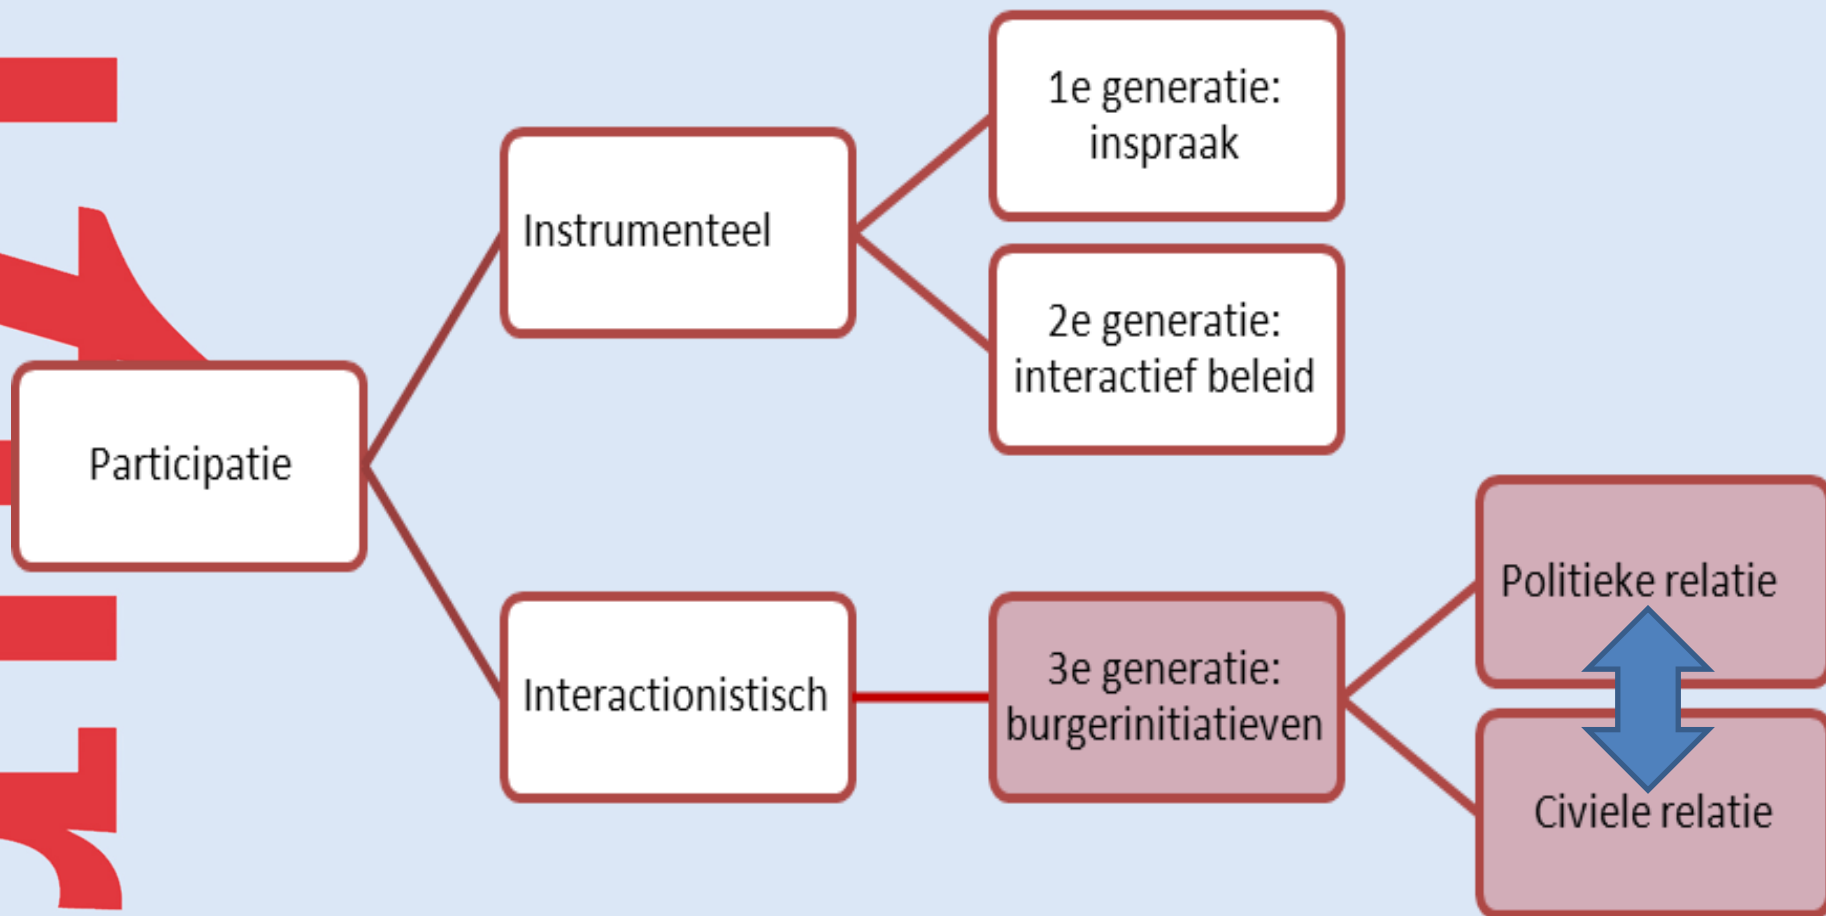 Participatie
Instrumenteel
1e generatie:
inspraak
2e generatie:
interactief beleid
Interactionistisch
3e generatie:
burgerinitiatieven
Politieke relatie
Civiele relatie